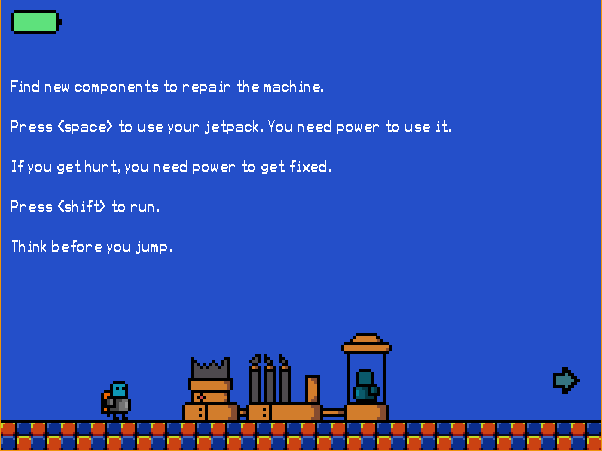 Find new components to repair the machine.
Press <space> to use your jetpack. You need power to use it.
If you get hurt, you need power to get fixed.
Press <shift> to run.
Think before you jump.